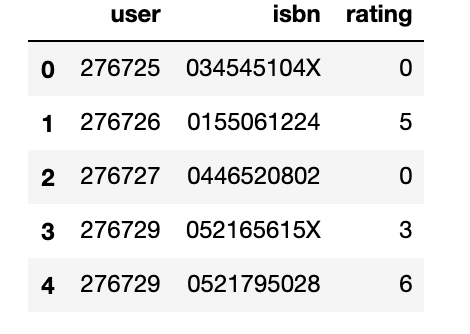 user isbn rating
0 276725 034545104X 0
1 276726 0155061224 5
2 276727 0446520802 0
3 276729 052165615X 3
4 276729 0521795028 6